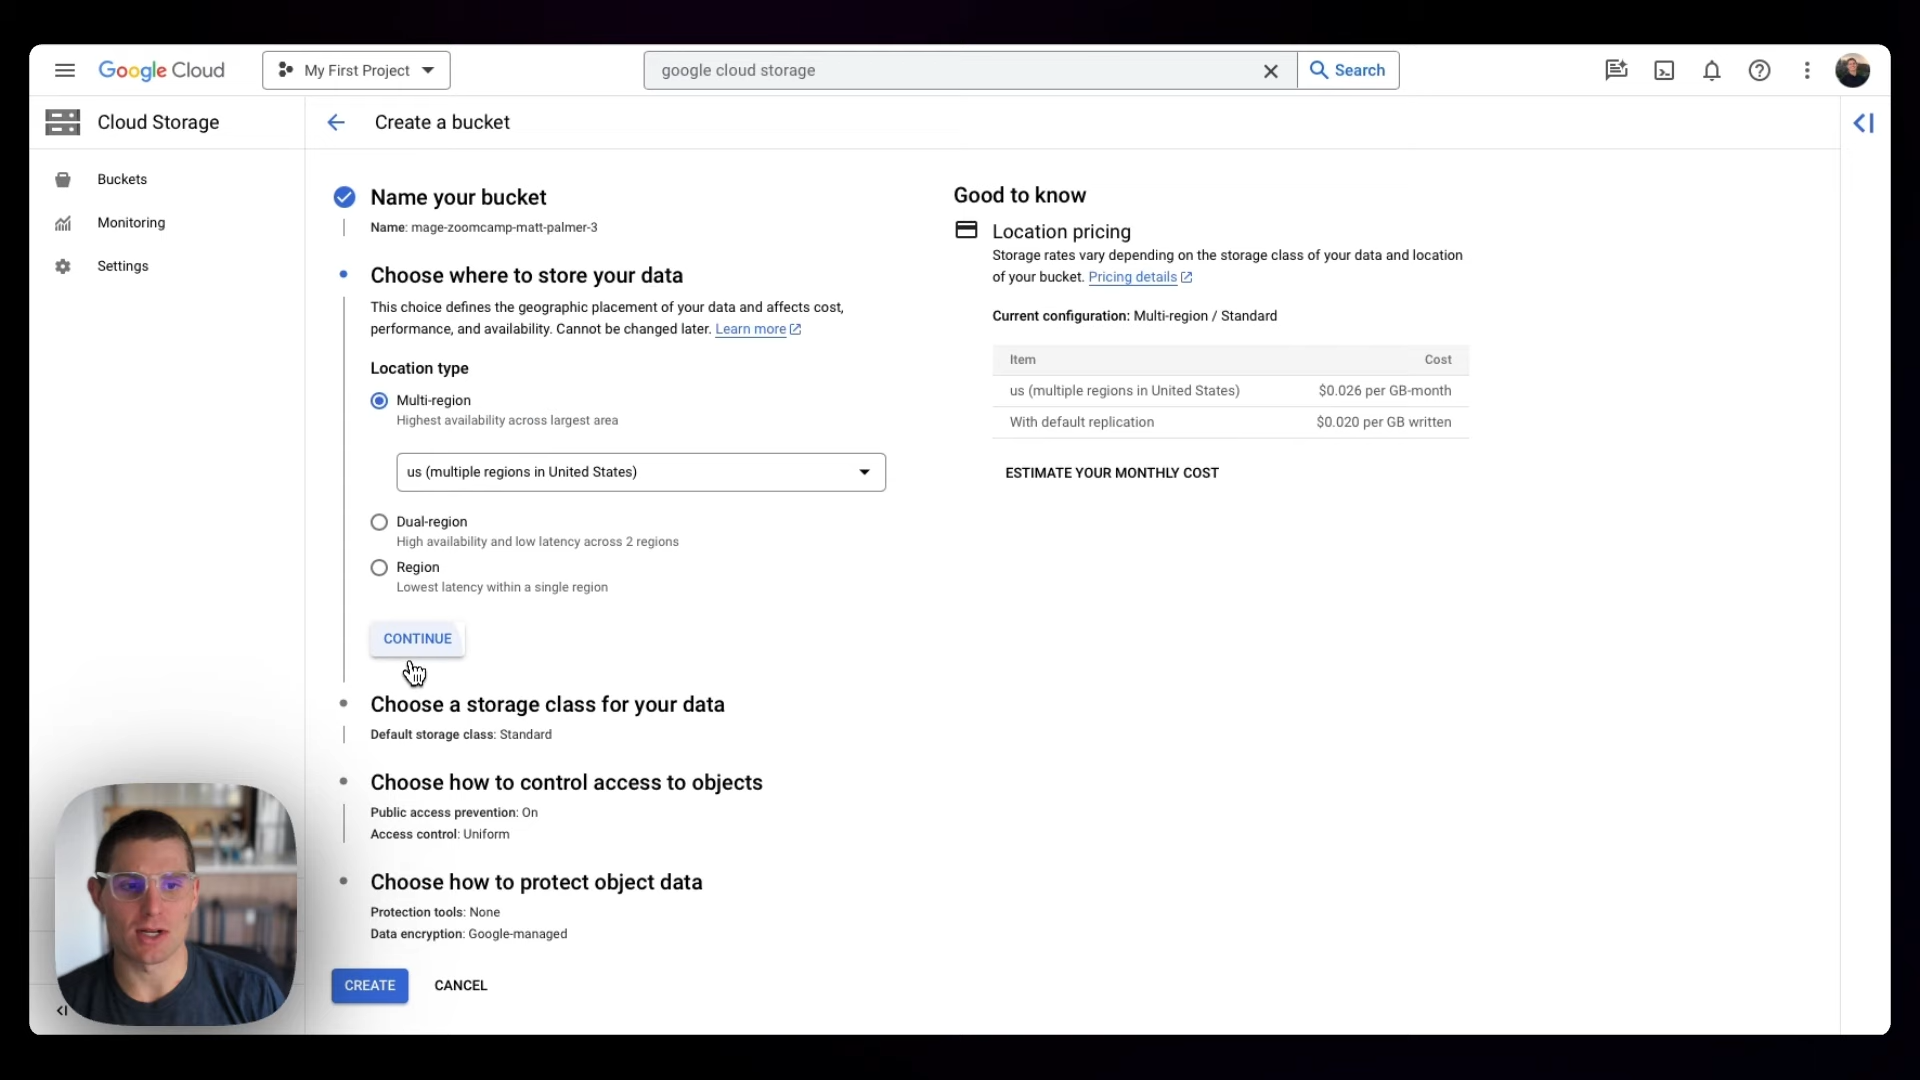 Google Cloud
My First Project
google cloud storage
Search
Cloud Storage
Create a bucket
Buckets
Monitoring
Settings
Name your bucket
Name: mage-zoomcamp-matt-palmer-3
Choose where to store your data
This choice defines the geographic placement of your data and affects cost,
performance, and availability. Cannot be changed later. Learn more
Location type
Multi-region
Highest availability across largest area
us (multiple regions in United States)
Dual-region
High availability and low latency across 2 regions
Region
Lowest latency within a single region
CONTINUE
Choose a storage class for your data
Default storage class: Standard
Choose how to control access to objects
Public access prevention: On
Access control: Uniform
Choose how to protect object data
Protection tools: None
Data encryption: Google-managed
CREATE
CANCEL
Good to know
Location pricing
Storage rates vary depending on the storage class of your data and location
of your bucket. Pricing details
Current configuration: Multi-region / Standard
Item Cost
us (multiple regions in United States) $0.026 per GB-month
With default replication $0.020 per GB written
ESTIMATE YOUR MONTHLY COST